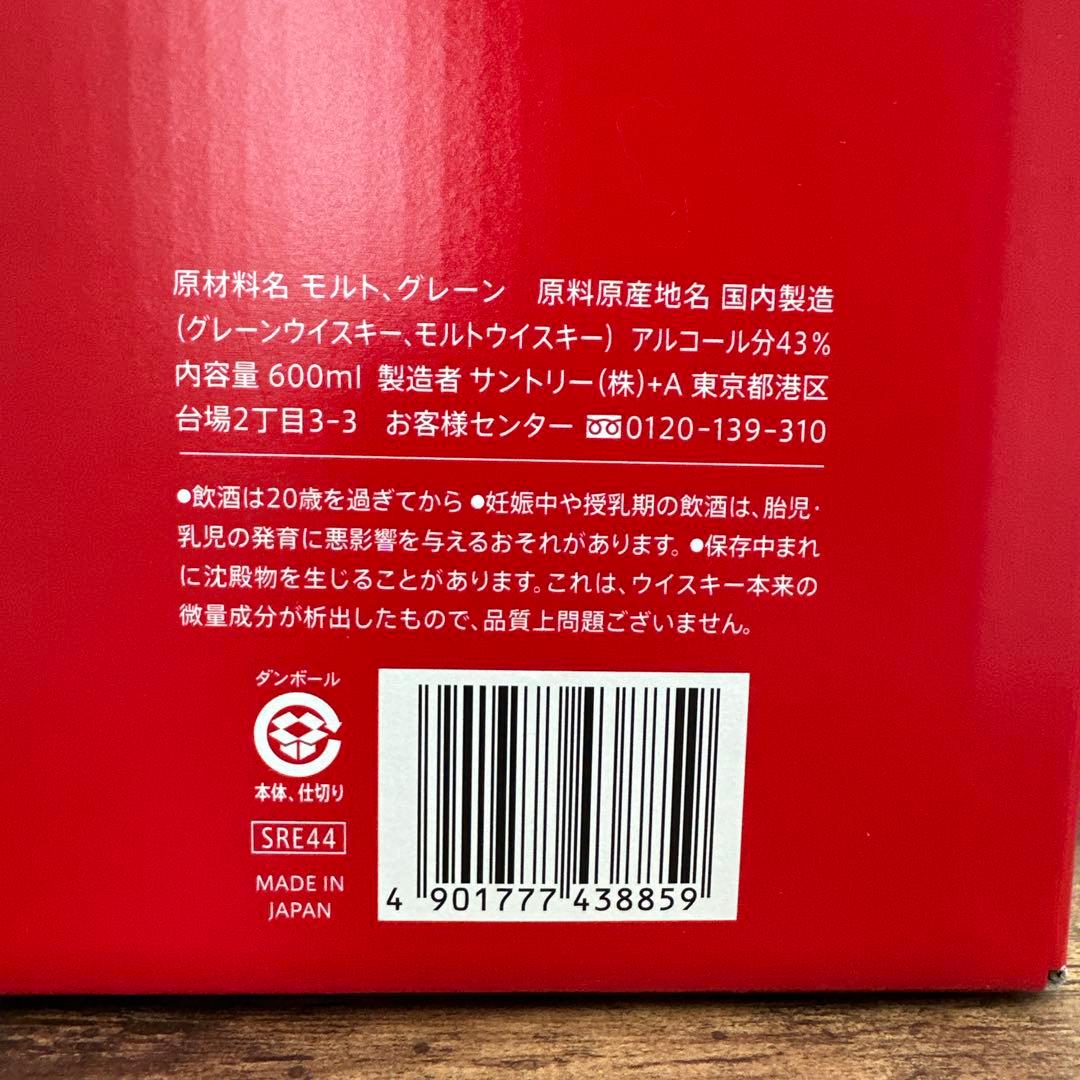 原材料名 モルト、グレーン 原料原産地名 国内製造
(グレーンウイスキー、モルトウイスキー) アルコール分43%
内容量 600ml 製造者 サントリー(株)+A 東京都港区
台場2丁目3-3 お客様センター 0120-139-310
●飲酒は20歳を過ぎてから ●妊娠中や授乳期の飲酒は、胎児・
乳児の発育に悪影響を与えるおそれがあります。●保存中まれ
に沈殿物を生じることがあります。これは、ウイスキー本来の
微量成分が析出したもので、品質上問題ございません。
ダンボール
本体、仕切り
SRE44
MADE IN
JAPAN
4 901777 438859